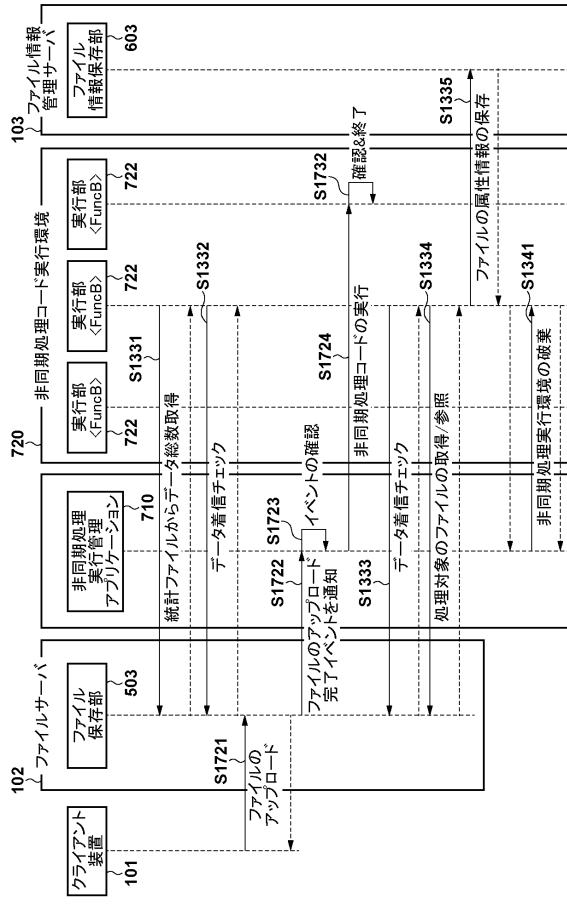 クライアント
装置
101
102
ファイルサーバ
ファイル
保存部
503
非同期処理
実行管理
アプリケーション
710
720
非同期処理コード実行環境
実行部
<FuncB>
722
実行部
<FuncB>
722
実行部
<FuncB>
722
103
ファイル情報
管理サーバ
ファイル
情報保存部
603
S1331
統計ファイルからデータ総数取得
S1332
データ着信チェック
S1721
ファイルの
アップロード
S1722
ファイルのアップロード
完了イベントを通知
S1723
イベントの確認
S1724
非同期処理コードの実行
S1732
確認&終了
S1333
データ着信チェック
S1334
処理対象のファイルの取得/参照
S1335
ファイルの属性情報の保存
S1341
非同期処理実行環境の破棄